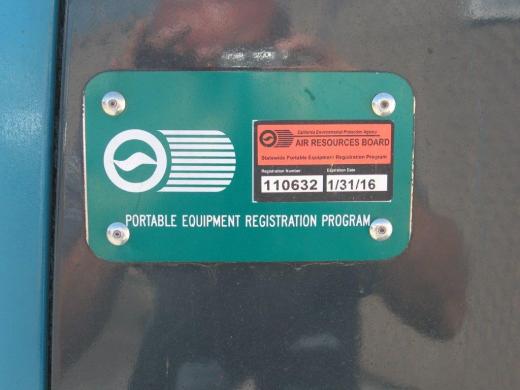 California Environmental Protection Agency
AIR RESOURCES BOARD
Statewide Portable Equipment Registration Program
Registration Number Expiration Date
110632 1/31/16
PORTABLE EQUIPMENT REGISTRATION PROGRAM